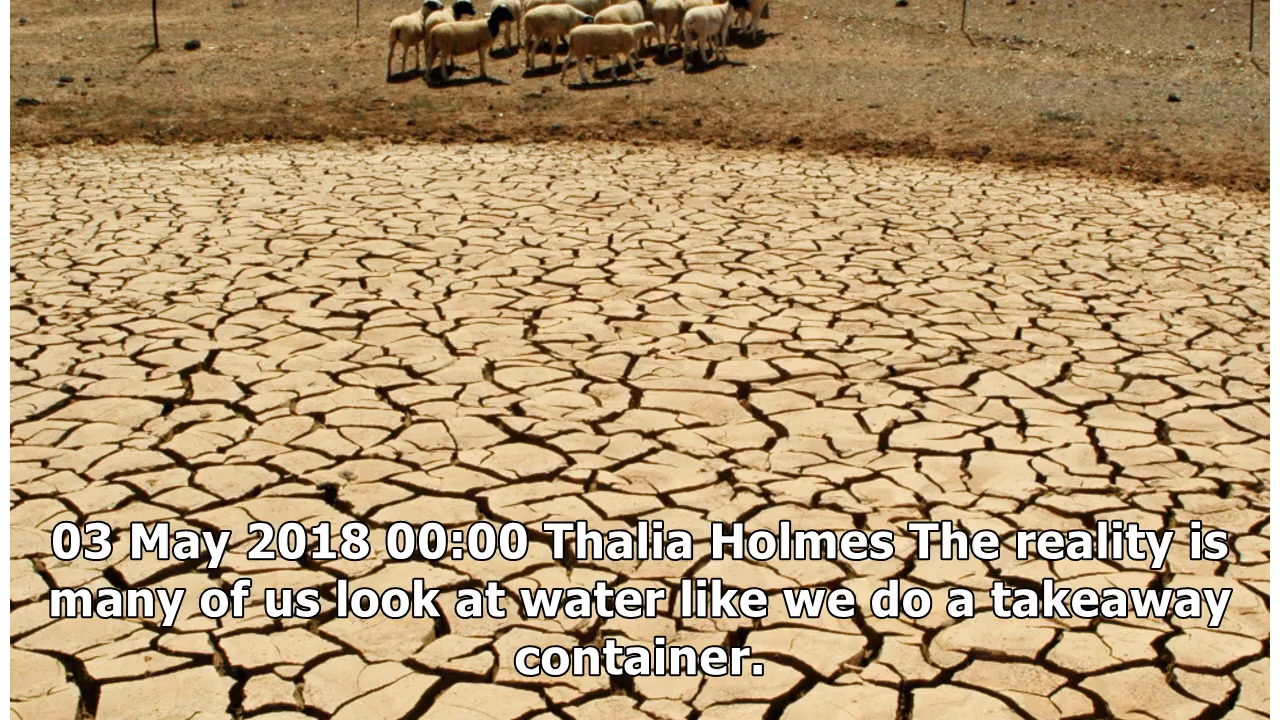 03 May 2018 00:00 Thalia Holmes The reality is
many of us look at water like we do a takeaway
container.